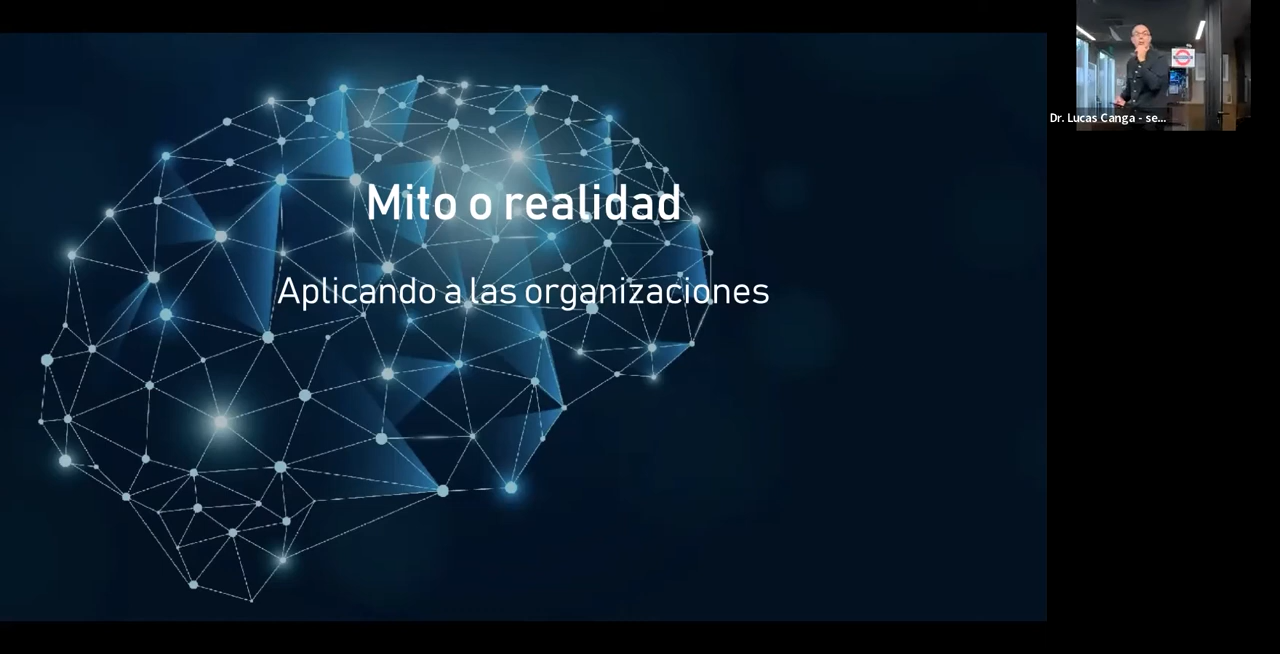 Mito o realidad
Aplicando a las organizaciones
Dr. Lucas Canga - se...